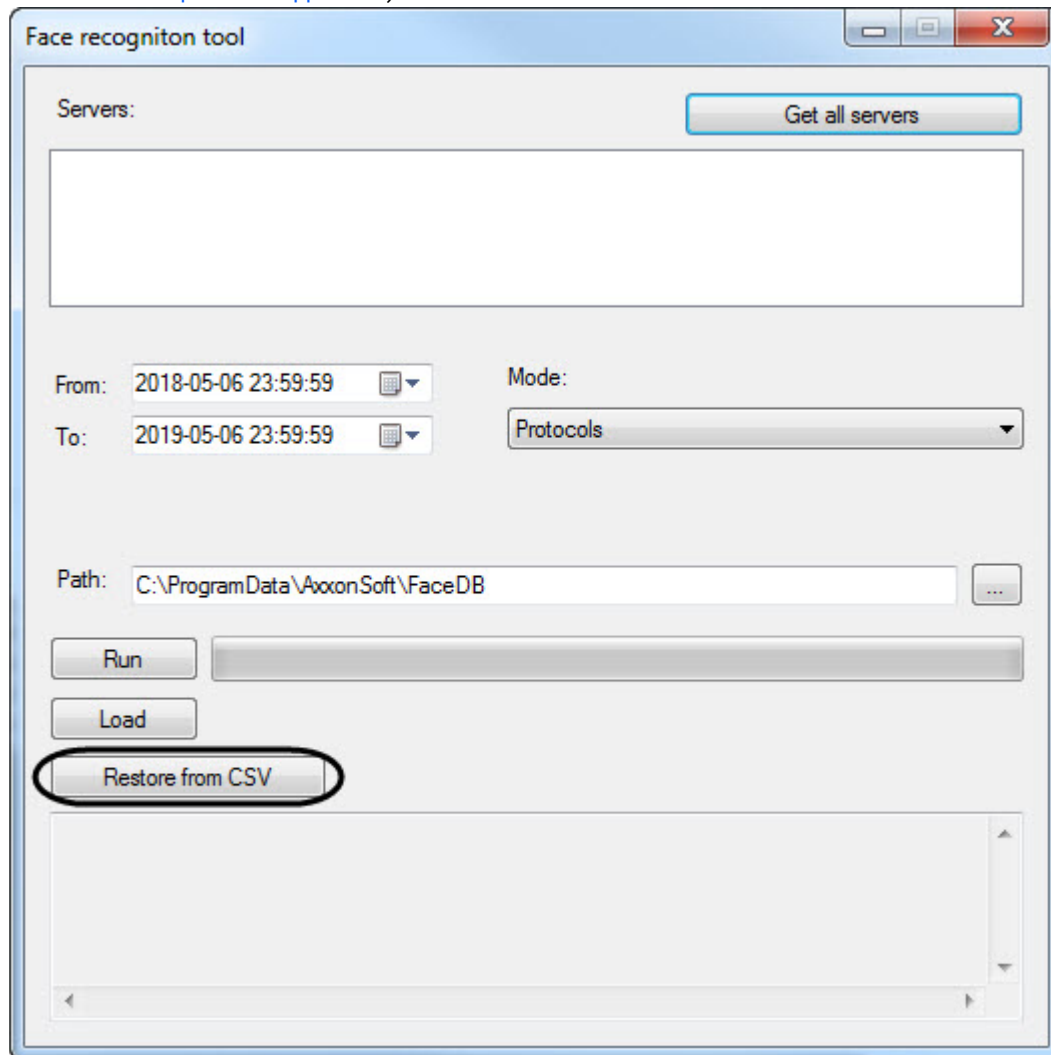 Face recogniton tool
Servers:
Get all servers
From: 2018-05-06 23:59:59
Mode:
To: 2019-05-06 23:59:59
Protocols
Path: C:\ProgramData\AxxonSoft\FaceDB ...
Run
Load
Restore from CSV